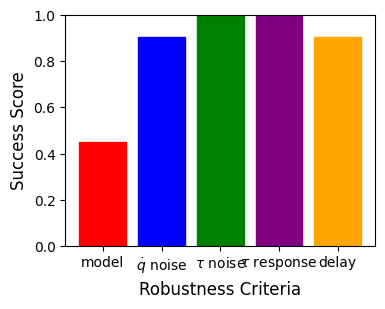 1.0
0.8
0.6
0.4
0.2
0.0
Success Score
model q̇ noise τ noise τ response delay
Robustness Criteria